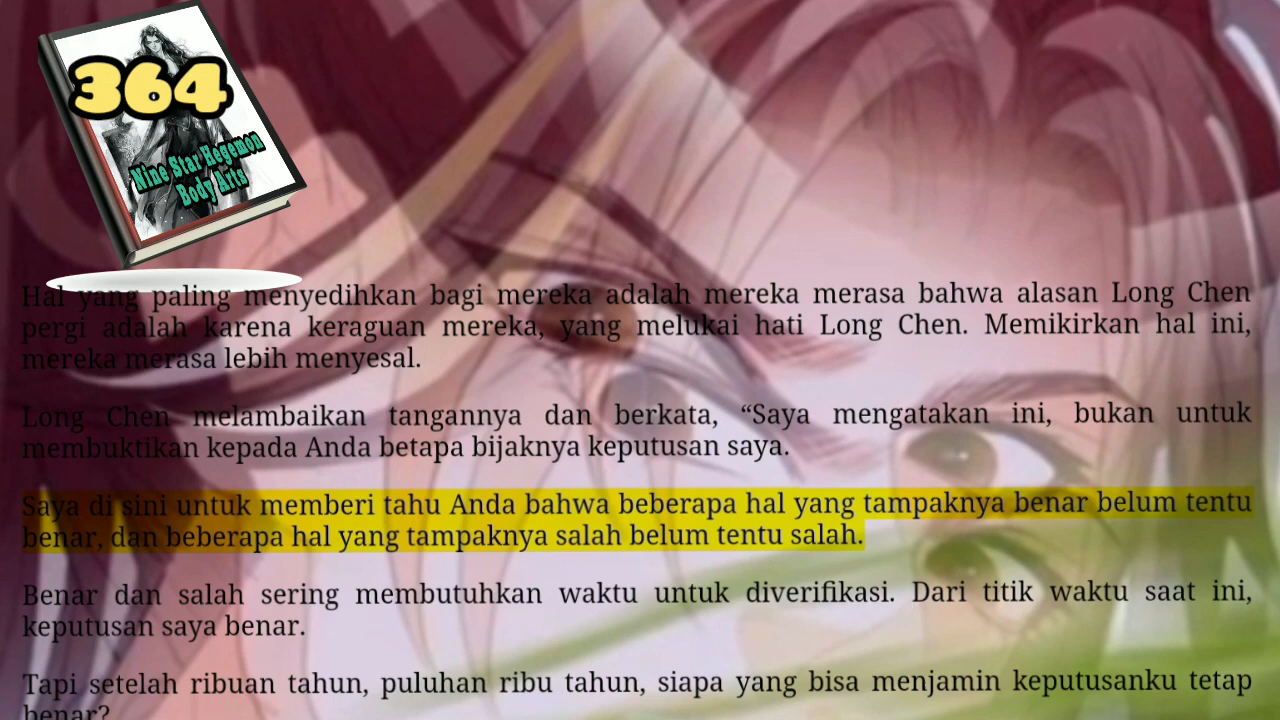 364
Nine Star Hegemon
Body Arts
Hal yang paling menyedihkan bagi mereka adalah mereka merasa bahwa alasan Long Chen
pergi adalah karena keraguan mereka, yang melukai hati Long Chen. Memikirkan hal ini,
mereka merasa lebih menyesal.
Long Chen melambaikan tangannya dan berkata, “Saya mengatakan ini, bukan untuk
membuktikan kepada Anda betapa bijaknya keputusan saya.
Saya di sini untuk memberi tahu Anda bahwa beberapa hal yang tampaknya benar belum tentu
benar, dan beberapa hal yang tampaknya salah belum tentu salah.
Benar dan salah sering membutuhkan waktu untuk diverifikasi. Dari titik waktu saat ini,
keputusan saya benar.
Tapi setelah ribuan tahun, puluhan ribu tahun, siapa yang bisa menjamin keputusanku tetap
benar?